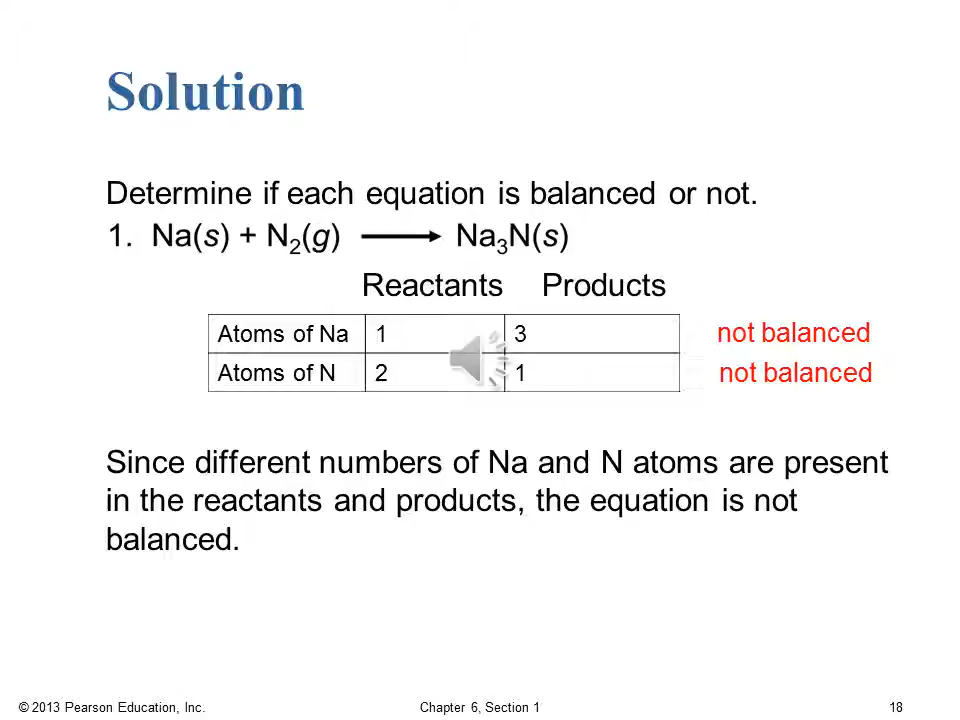 Solution
Determine if each equation is balanced or not.
1. Na(s) + N₂(g) ⟶ Na₃N(s)
Reactants Products
Atoms of Na 1 3 not balanced
Atoms of N 2 1 not balanced
Since different numbers of Na and N atoms are present
in the reactants and products, the equation is not
balanced.
© 2013 Pearson Education, Inc. Chapter 6, Section 1 18